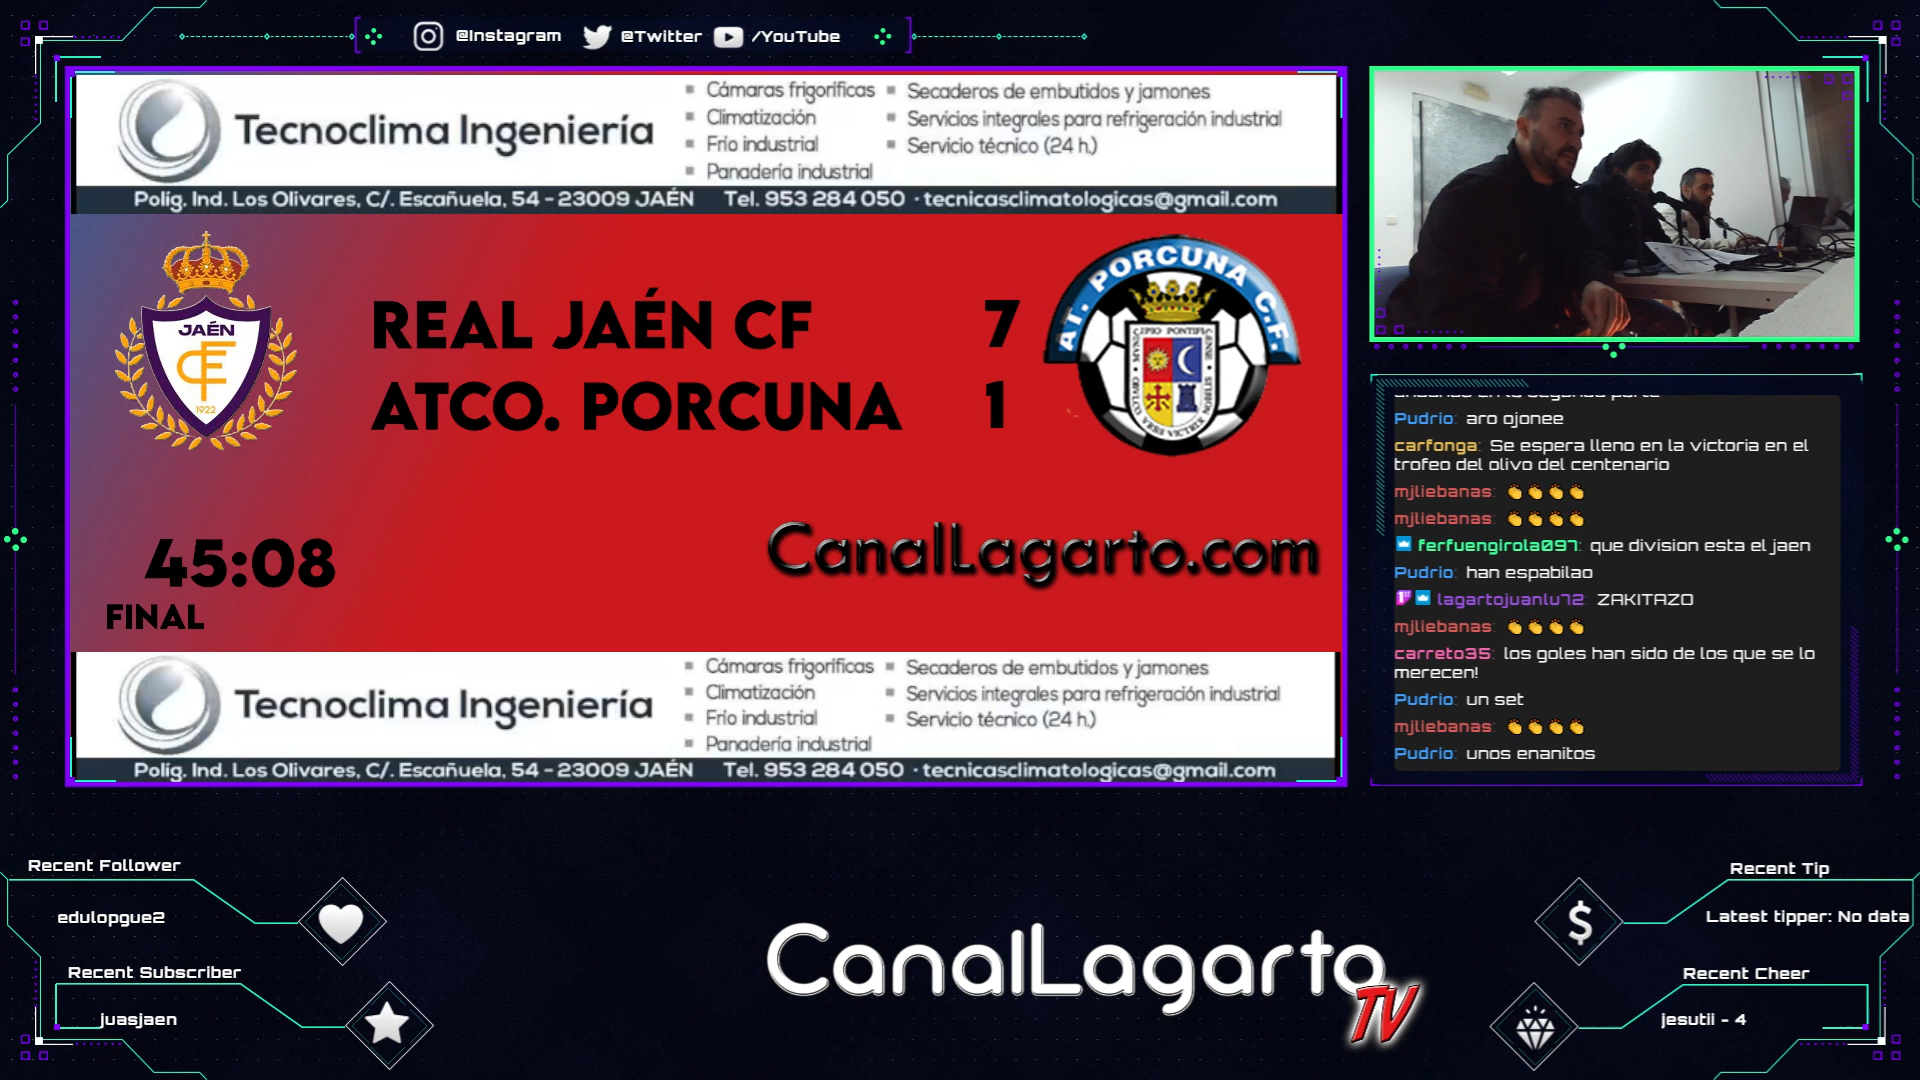 @Instagram
@Twitter
/YouTube
Tecnoclima Ingeniería
Cámaras frigoríficas
Climatización
Frío industrial
Panadería industrial
Secaderos de embutidos y jamones
Servicios integrales para refrigeración industrial
Servicio técnico (24 h.)
Políg. Ind. Los Olivares, C/. Escañuela, 54 - 23009 JAÉN Tel. 953 284 050 · tecnicasclimatologicas@gmail.com
JAÉN
CF
1922
REAL JAÉN CF 7
ATCO. PORCUNA 1
AT. PORCUNA C.F.
45:08
FINAL
CanalLagarto.com
Tecnoclima Ingeniería
Cámaras frigoríficas
Climatización
Frío industrial
Panadería industrial
Secaderos de embutidos y jamones
Servicios integrales para refrigeración industrial
Servicio técnico (24 h.)
Políg. Ind. Los Olivares, C/. Escañuela, 54 - 23009 JAÉN Tel. 953 284 050 · tecnicasclimatologicas@gmail.com
Pudrio: aro ojonee
carfonga: Se espera lleno en la victoria en el
trofeo del olivo del centenario
mjliebanas: 👏👏👏👏
mjliebanas: 👏👏👏👏
ferfuengirola097: que division esta el jaen
Pudrio: han espabilao
lagartojuanlu72: ZAKITAZO
mjliebanas: 👏👏👏👏
carreto35: los goles han sido de los que se lo
merecen!
Pudrio: un set
mjliebanas: 👏👏👏👏
Pudrio: unos enanitos
Recent Follower
edulopgue2
Recent Subscriber
juasjaen
CanalLagarto
TV
Recent Tip
Latest tipper: No data
Recent Cheer
jesutii - 4